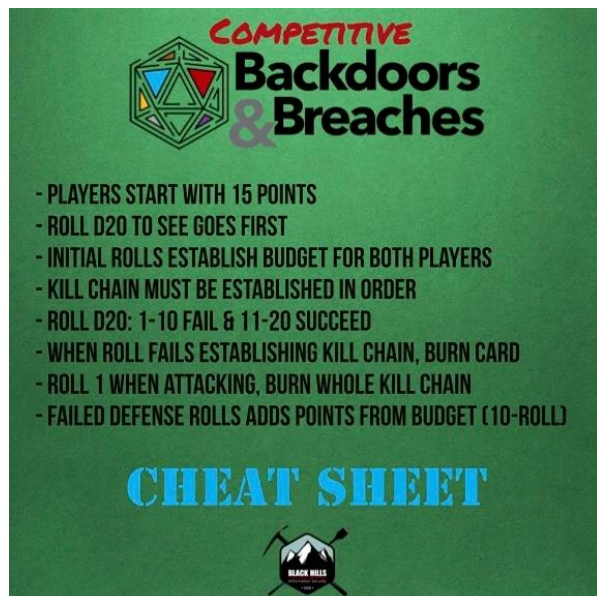 COMPETITIVE
Backdoors
&Breaches
- PLAYERS START WITH 15 POINTS
- ROLL D20 TO SEE GOES FIRST
- INITIAL ROLLS ESTABLISH BUDGET FOR BOTH PLAYERS
- KILL CHAIN MUST BE ESTABLISHED IN ORDER
- ROLL D20: 1-10 FAIL & 11-20 SUCCEED
- WHEN ROLL FAILS ESTABLISHING KILL CHAIN, BURN CARD
- ROLL 1 WHEN ATTACKING, BURN WHOLE KILL CHAIN
- FAILED DEFENSE ROLLS ADDS POINTS FROM BUDGET (10-ROLL)
CHEAT SHEET
BLACK HILLS
Information Security